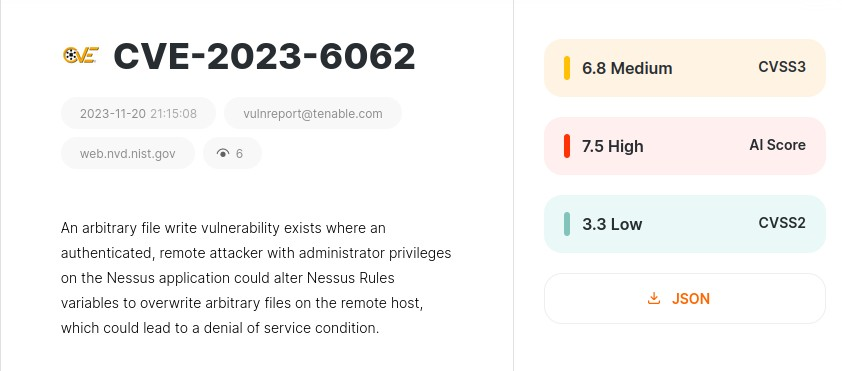 CVE CVE-2023-6062
2023-11-20 21:15:08 vulnreport@tenable.com
web.nvd.nist.gov 6
An arbitrary file write vulnerability exists where an
authenticated, remote attacker with administrator privileges
on the Nessus application could alter Nessus Rules
variables to overwrite arbitrary files on the remote host,
which could lead to a denial of service condition.
6.8 Medium CVSS3
7.5 High AI Score
3.3 Low CVSS2
JSON